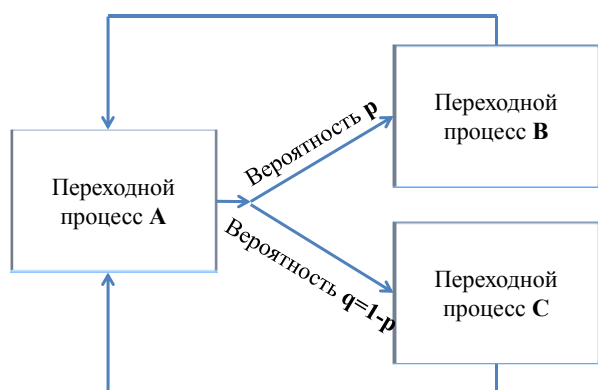 Переходной
процесс A
Вероятность p
Вероятность q=1-p
Переходной
процесс B
Переходной
процесс C